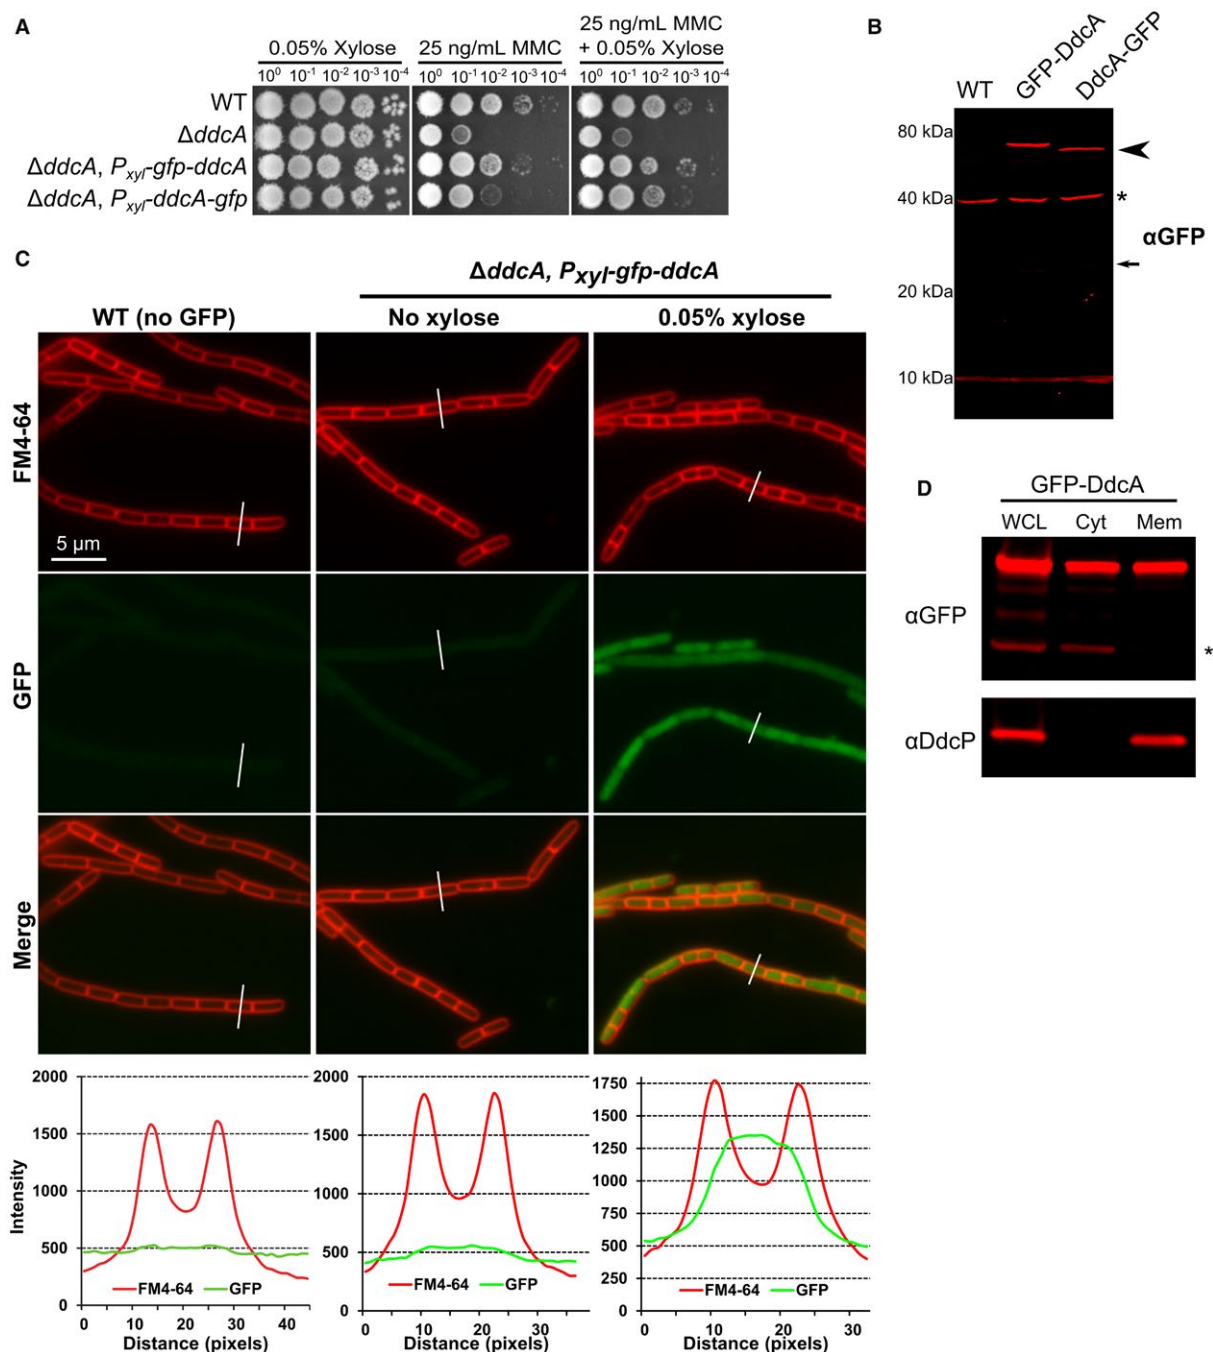 A
0.05% Xylose
25 ng/mL MMC
25 ng/mL MMC
+ 0.05% Xylose
10⁰ 10⁻¹ 10⁻² 10⁻³ 10⁻⁴
10⁰ 10⁻¹ 10⁻² 10⁻³ 10⁻⁴
10⁰ 10⁻¹ 10⁻² 10⁻³ 10⁻⁴
WT
ΔddcA
ΔddcA, Pxyl-gfp-ddcA
ΔddcA, Pxyl-ddcA-gfp
B
WT
GFP-DdcA
DdcA-GFP
80 kDa
40 kDa
*
αGFP
20 kDa
10 kDa
C
ΔddcA, Pxyl-gfp-ddcA
WT (no GFP)
No xylose
0.05% xylose
FM4-64
5 µm
GFP
Merge
Intensity
2000
1500
1000
500
0
FM4-64 GFP
0 10 20 30 40
Distance (pixels)
2000
1500
1000
500
0
FM4-64 GFP
0 10 20 30
Distance (pixels)
1750
1500
1250
1000
750
500
250
0
FM4-64 GFP
0 10 20 30
Distance (pixels)
D
GFP-DdcA
WCL Cyt Mem
αGFP
*
αDdcP